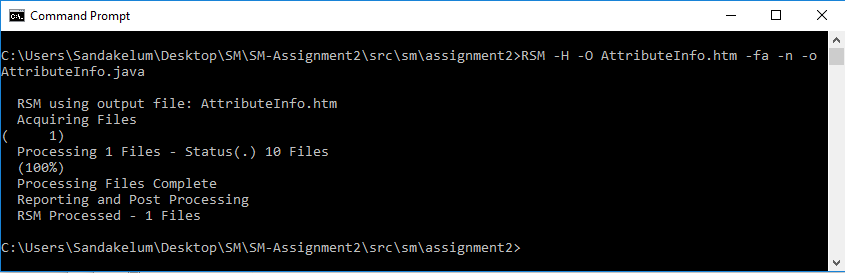 Command Prompt
C:\Users\Sandakelum\Desktop\SM\SM-Assignment2\src\sm\assignment2>RSM -H -O AttributeInfo.htm -fa -n -o
AttributeInfo.java
RSM using output file: AttributeInfo.htm
Acquiring Files
(    1)
Processing 1 Files - Status(.) 10 Files
(100%)
Processing Files Complete
Reporting and Post Processing
RSM Processed - 1 Files
C:\Users\Sandakelum\Desktop\SM\SM-Assignment2\src\sm\assignment2>